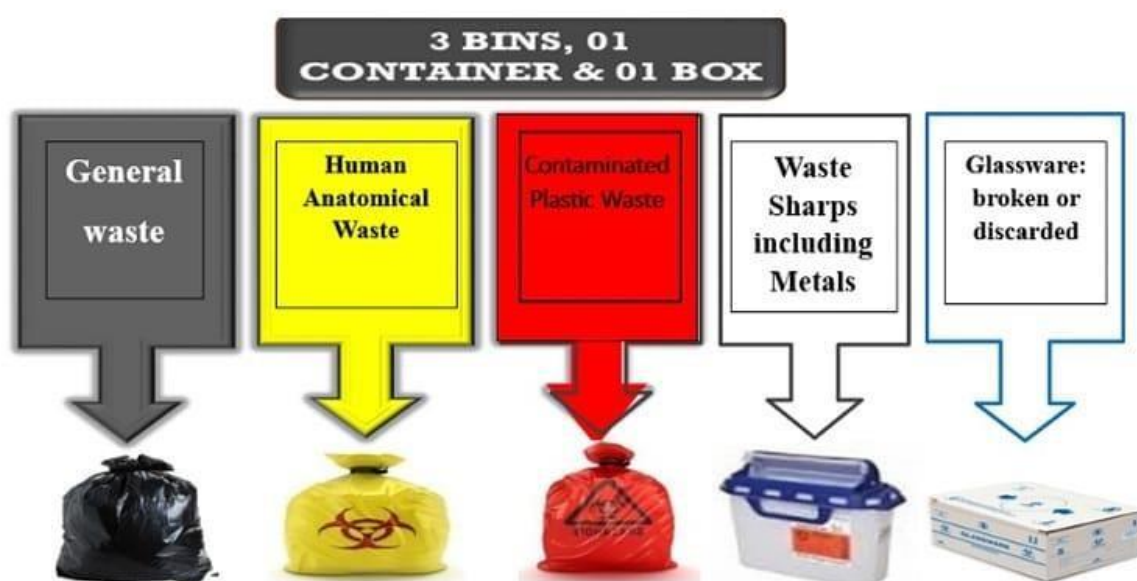 3 BINS, 01
CONTAINER & 01 BOX
General
waste
Human
Anatomical
Waste
Contaminated
Plastic Waste
Waste
Sharps
including
Metals
Glassware:
broken or
discarded
GLASSWARE